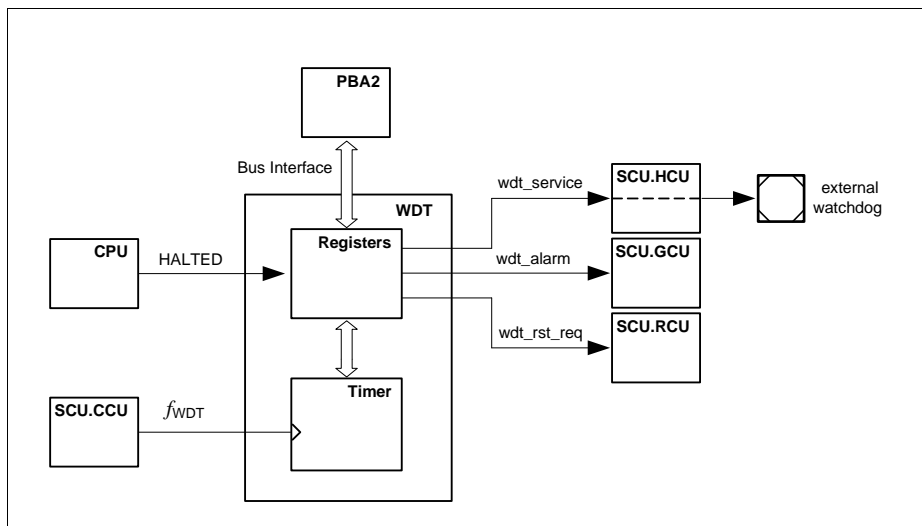 PBA2
Bus Interface
wdt_service
SCU.HCU
external
watchdog
WDT
Registers
CPU
HALTED
wdt_alarm
SCU.GCU
wdt_rst_req
SCU.RCU
Timer
SCU.CCU
fWDT